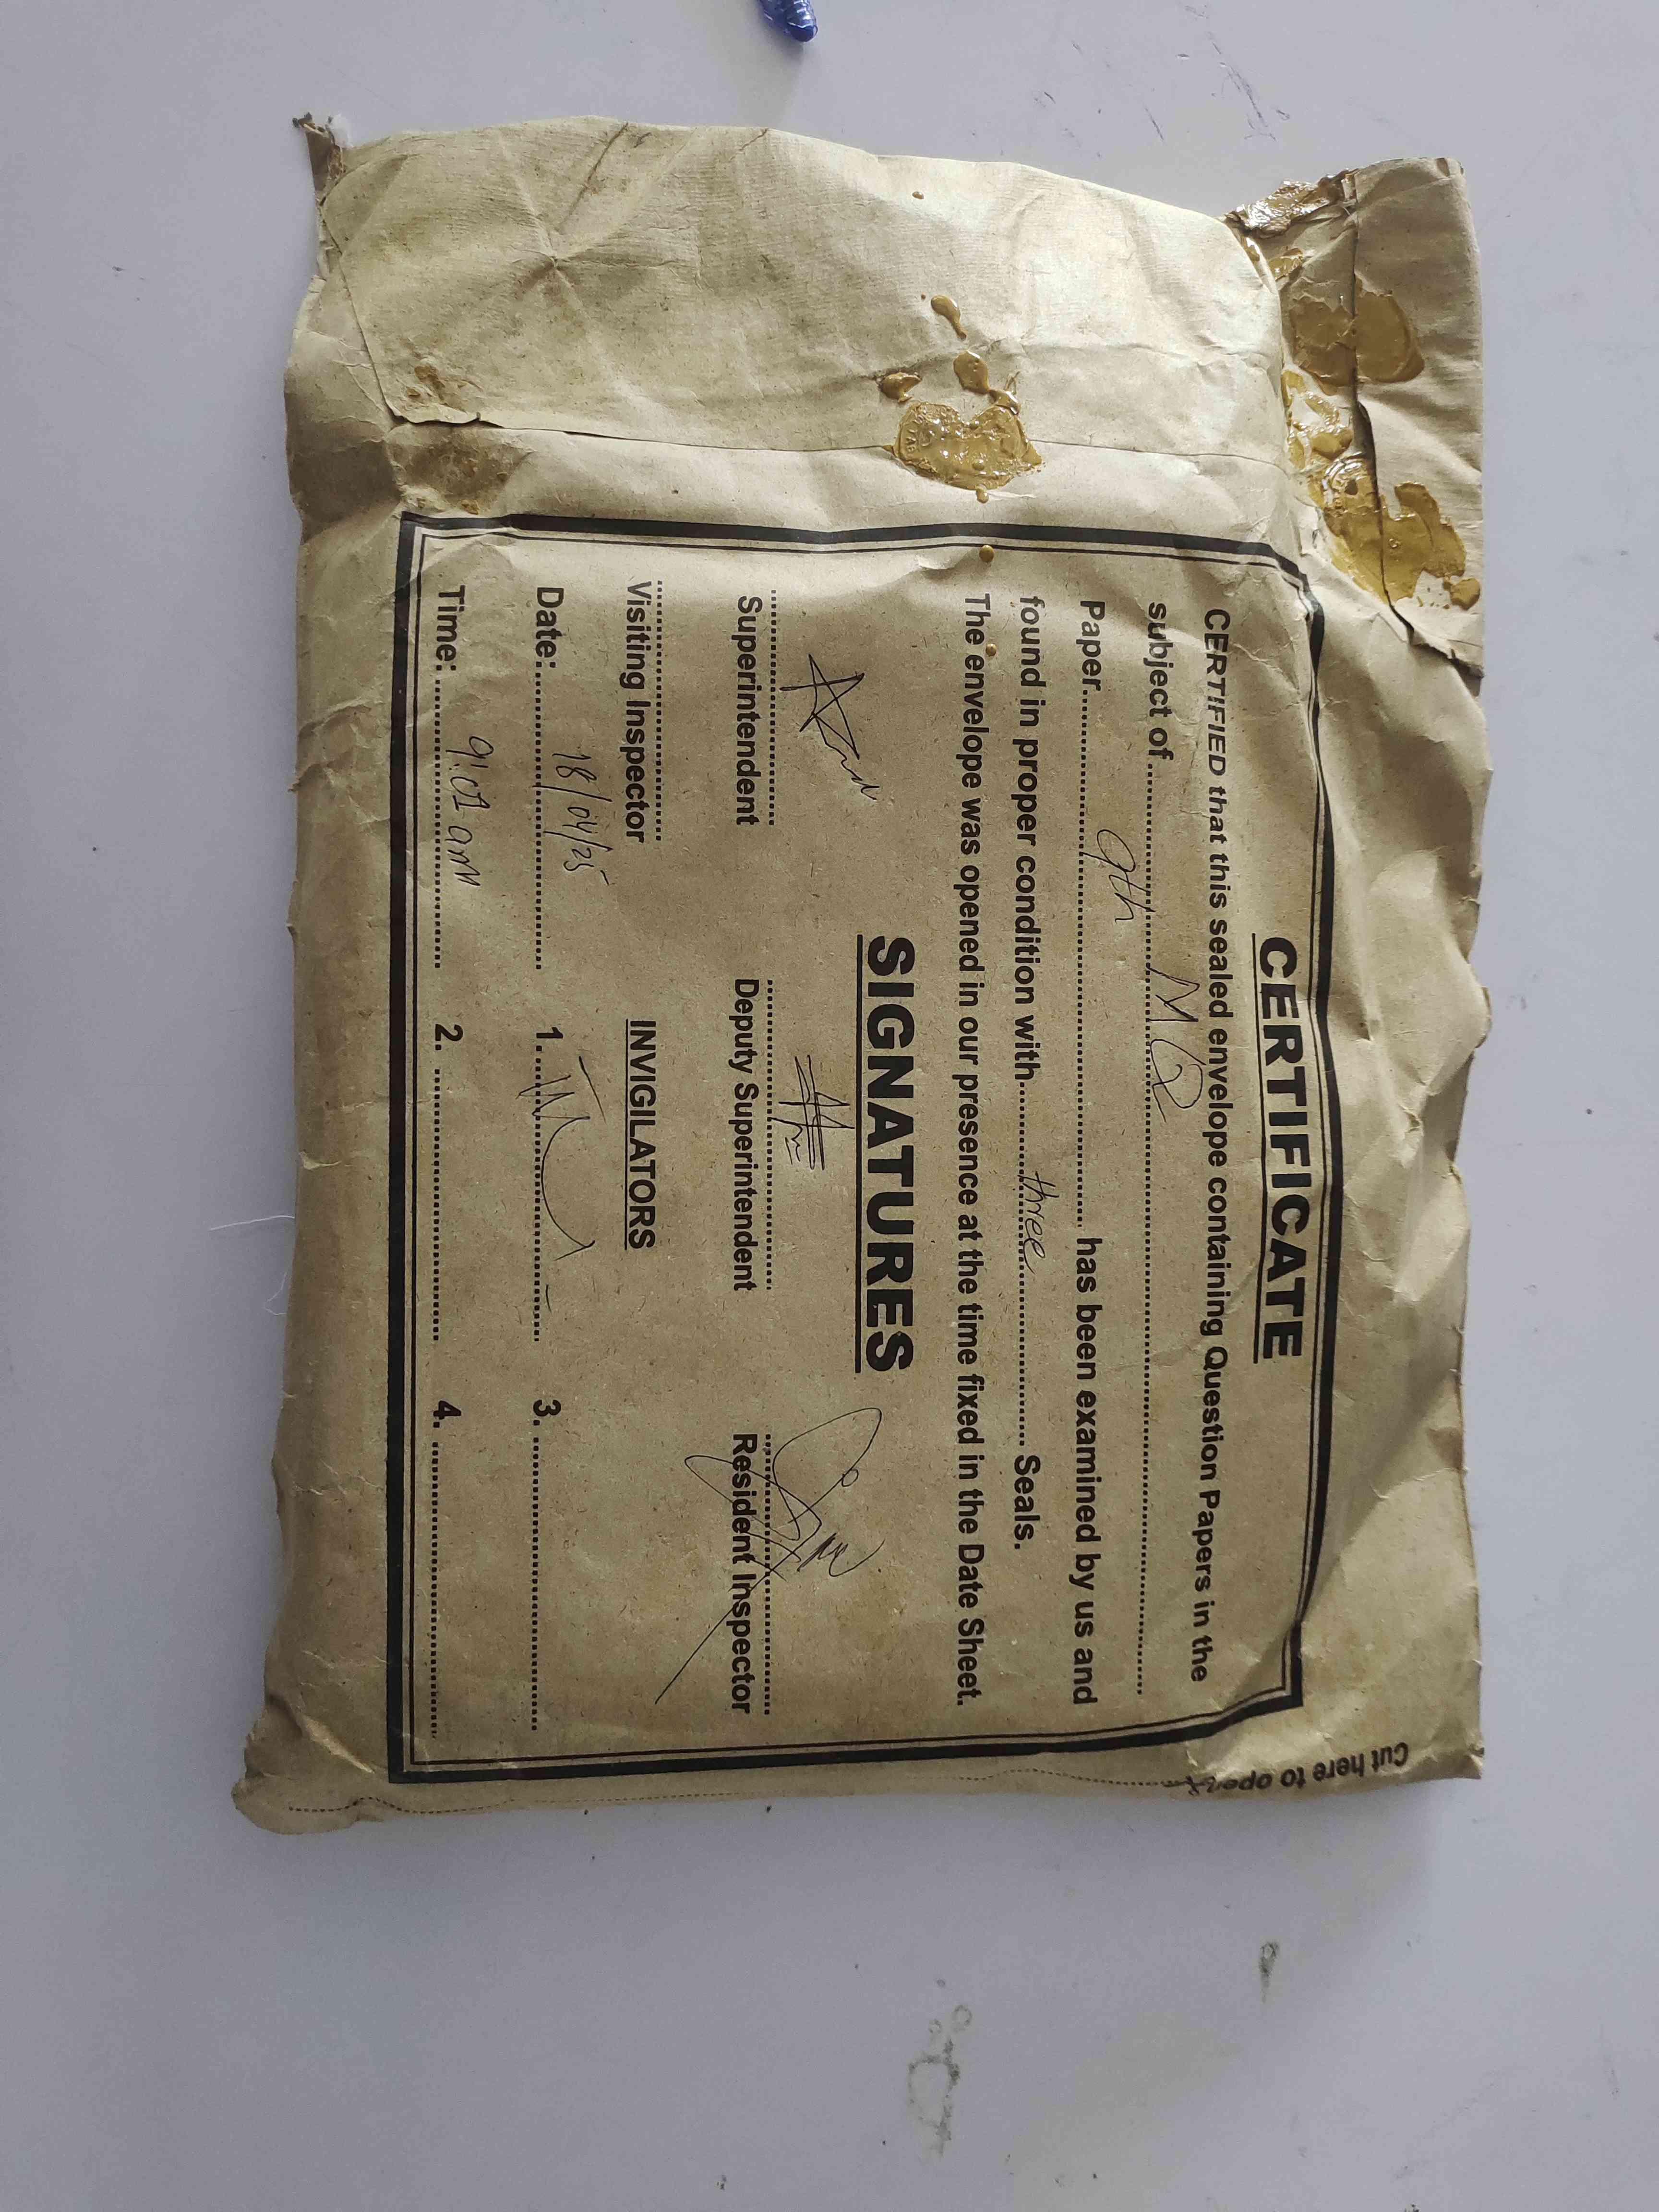 CERTIFICATE
CERTIFIED that this sealed envelope containing Question Papers in the
subject of.......... M Q ..........
Paper.......... 9th .......... has been examined by us and
found in proper condition with.......... three .......... Seals.
The envelope was opened in our presence at the time fixed in the Date Sheet.
SIGNATURES
Superintendent Deputy Superintendent Resident Inspector
Visiting Inspector INVIGILATORS
Date: 18/04/25 1. 3.
Time: 9:01 am 2. 4.
Cut here to open